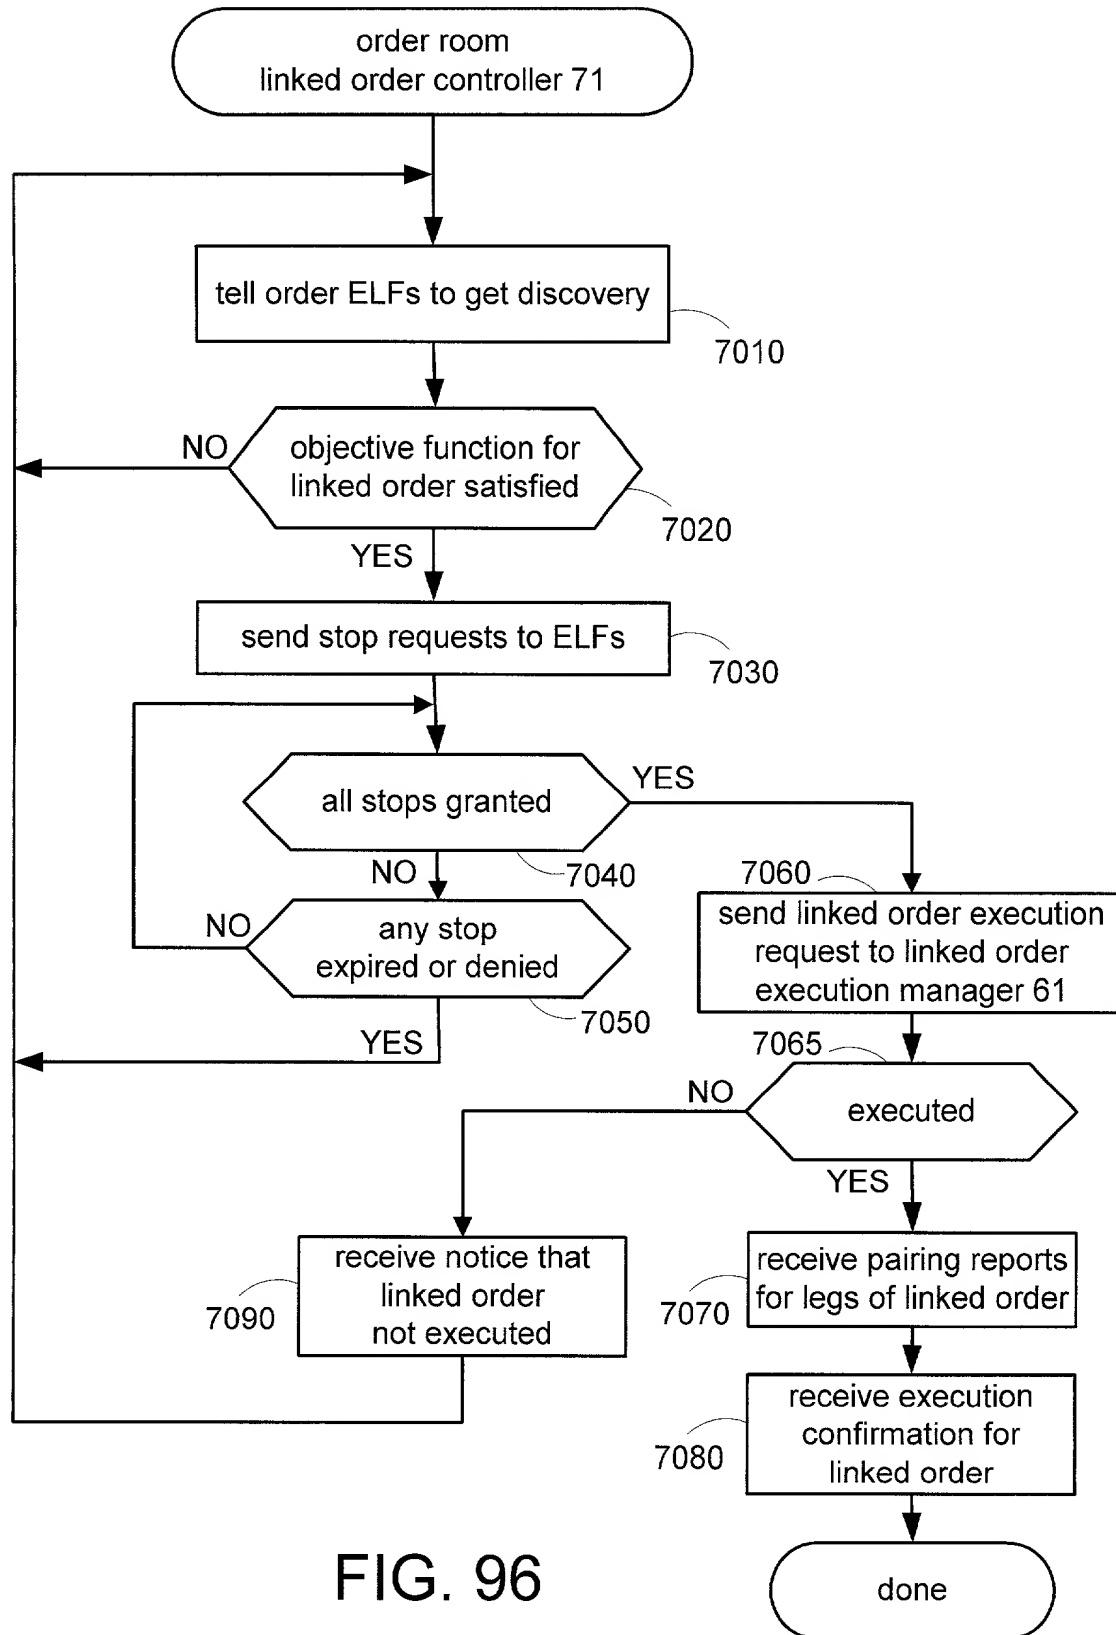 order room
linked order controller 71
tell order ELFs to get discovery
7010
NO
objective function for
linked order satisfied
7020
YES
send stop requests to ELFs
7030
all stops granted
YES
7040
NO
NO
any stop
expired or denied
7050
YES
7060
send linked order execution
request to linked order
execution manager 61
7065
NO
executed
YES
receive notice that
linked order
not executed
7090
receive pairing reports
for legs of linked order
7070
receive execution
confirmation for
linked order
7080
done
FIG. 96